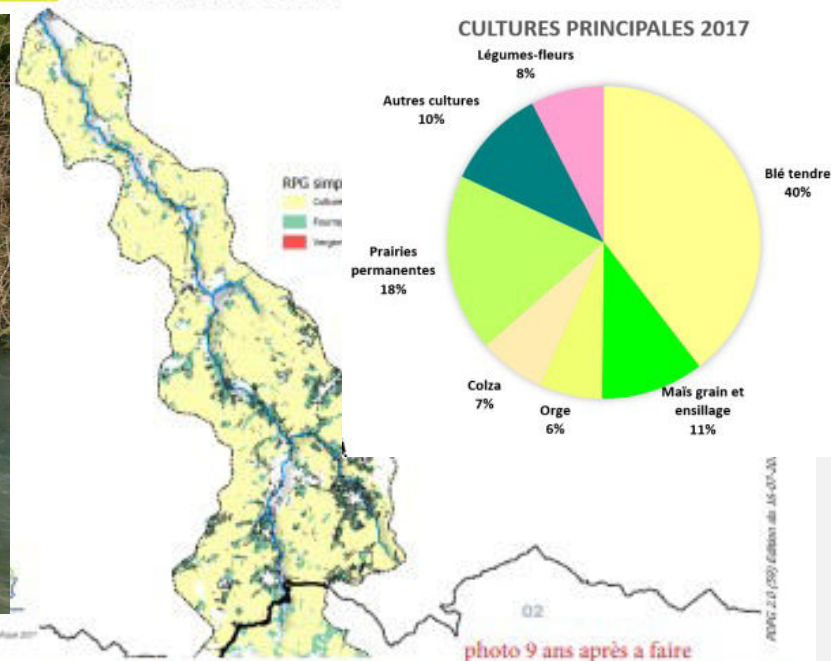 CULTURES PRINCIPALES 2017
Légumes-fleurs
8%
Autres cultures
10%
Blé tendre
40%
Prairies
permanentes
18%
Colza
7%
Orge
6%
Maïs grain et
ensillage
11%
RPG simp
Culture
02
photo 9 ans après a faire